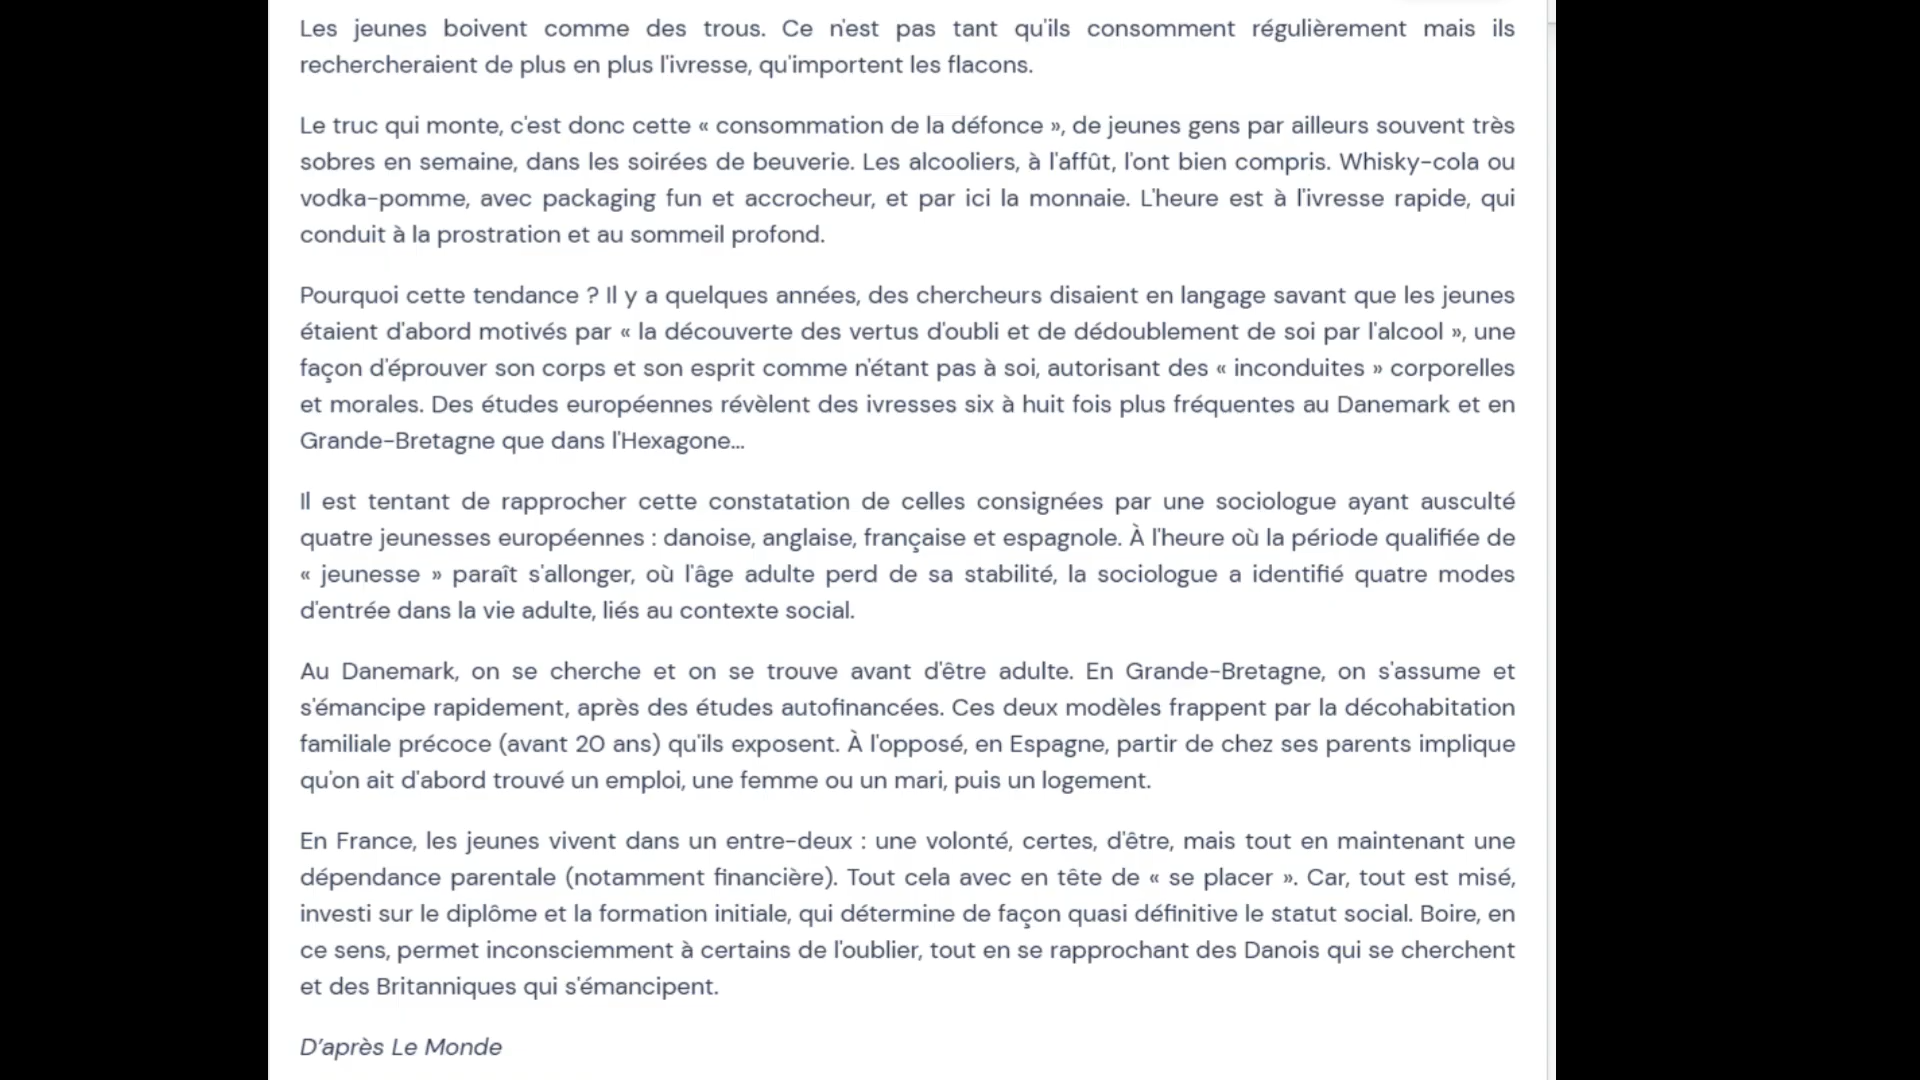 Les jeunes boivent comme des trous. Ce n'est pas tant qu'ils consomment régulièrement mais ils
rechercheraient de plus en plus l'ivresse, qu'importent les flacons.
Le truc qui monte, c'est donc cette « consommation de la défonce », de jeunes gens par ailleurs souvent très
sobres en semaine, dans les soirées de beuverie. Les alcooliers, à l'affût, l'ont bien compris. Whisky-cola ou
vodka-pomme, avec packaging fun et accrocheur, et par ici la monnaie. L'heure est à l'ivresse rapide, qui
conduit à la prostration et au sommeil profond.
Pourquoi cette tendance ? Il y a quelques années, des chercheurs disaient en langage savant que les jeunes
étaient d'abord motivés par « la découverte des vertus d'oubli et de dédoublement de soi par l'alcool », une
façon d'éprouver son corps et son esprit comme n'étant pas à soi, autorisant des « inconduites » corporelles
et morales. Des études européennes révèlent des ivresses six à huit fois plus fréquentes au Danemark et en
Grande-Bretagne que dans l'Hexagone...
Il est tentant de rapprocher cette constatation de celles consignées par une sociologue ayant ausculté
quatre jeunesses européennes : danoise, anglaise, française et espagnole. À l'heure où la période qualifiée de
« jeunesse » paraît s'allonger, où l'âge adulte perd de sa stabilité, la sociologue a identifié quatre modes
d'entrée dans la vie adulte, liés au contexte social.
Au Danemark, on se cherche et on se trouve avant d'être adulte. En Grande-Bretagne, on s'assume et
s'émancipe rapidement, après des études autofinancées. Ces deux modèles frappent par la décohabitation
familiale précoce (avant 20 ans) qu'ils exposent. À l'opposé, en Espagne, partir de chez ses parents implique
qu'on ait d'abord trouvé un emploi, une femme ou un mari, puis un logement.
En France, les jeunes vivent dans un entre-deux : une volonté, certes, d'être, mais tout en maintenant une
dépendance parentale (notamment financière). Tout cela avec en tête de « se placer ». Car, tout est misé,
investi sur le diplôme et la formation initiale, qui détermine de façon quasi définitive le statut social. Boire, en
ce sens, permet inconsciemment à certains de l'oublier, tout en se rapprochant des Danois qui se cherchent
et des Britanniques qui s'émancipent.
D'après Le Monde